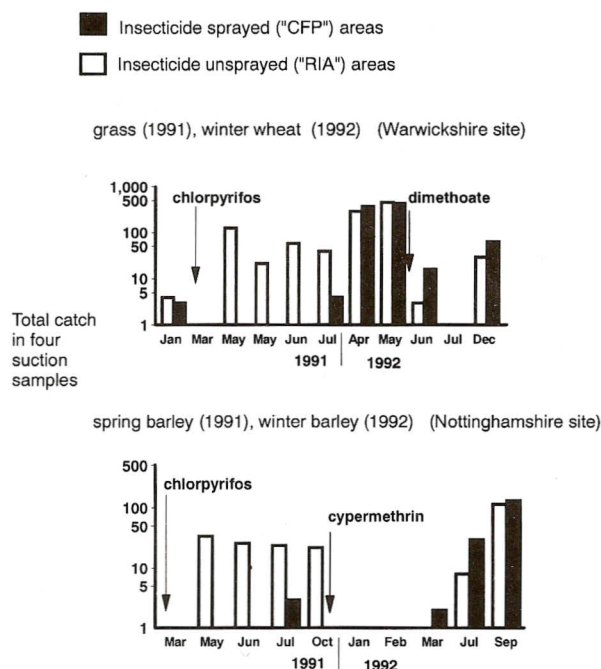 Insecticide sprayed ("CFP") areas
Insecticide unsprayed ("RIA") areas
grass (1991), winter wheat (1992) (Warwickshire site)
1,000
500
100
50
10
5
1
chlorpyrifos
dimethoate
Jan Mar May May Jun Jul Apr May Jun Jul Dec
1991 1992
Total catch
in four
suction
samples
spring barley (1991), winter barley (1992) (Nottinghamshire site)
500
100
50
10
5
1
chlorpyrifos
cypermethrin
Mar May Jun Jul Oct Jan Feb Mar Jul Sep
1991 1992